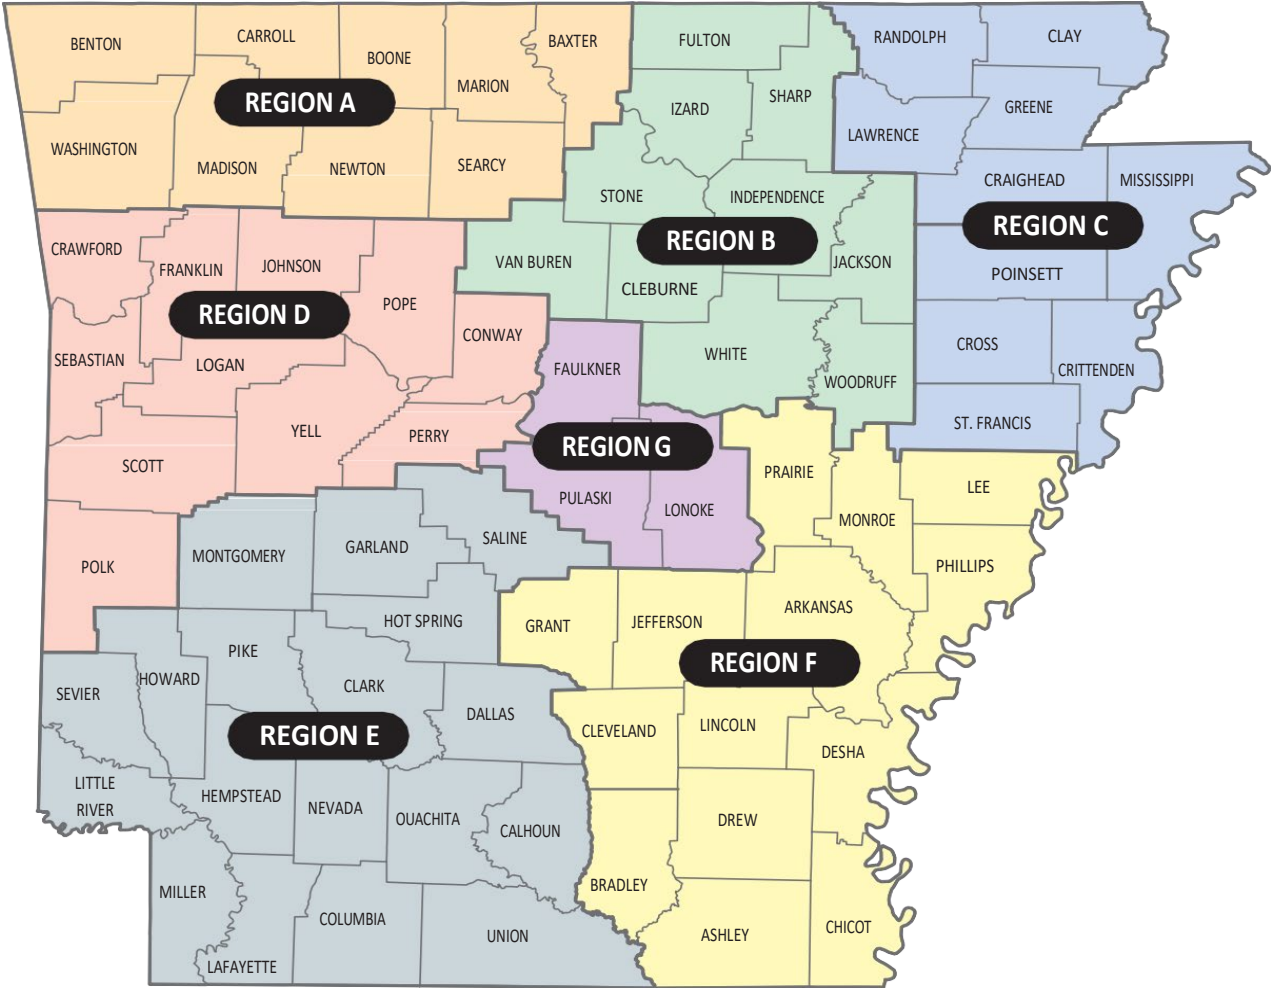 BENTON
CARROLL
BOONE
MARION
BAXTER
REGION A
WASHINGTON
MADISON
NEWTON
SEARCY
FULTON
IZARD
SHARP
STONE
INDEPENDENCE
REGION B
VAN BUREN
CLEBURNE
JACKSON
WHITE
WOODRUFF
RANDOLPH
CLAY
GREENE
LAWRENCE
CRAIGHEAD
MISSISSIPPI
REGION C
POINSETT
CROSS
CRITTENDEN
ST. FRANCIS
CRAWFORD
FRANKLIN
JOHNSON
POPE
REGION D
CONWAY
SEBASTIAN
LOGAN
YELL
PERRY
SCOTT
POLK
FAULKNER
REGION G
PULASKI
LONOKE
MONTGOMERY
GARLAND
SALINE
HOT SPRING
PIKE
CLARK
HOWARD
SEVIER
DALLAS
REGION E
LITTLE
RIVER
HEMPSTEAD
NEVADA
OUACHITA
CALHOUN
MILLER
COLUMBIA
UNION
LAFAYETTE
PRAIRIE
MONROE
LEE
PHILLIPS
GRANT
JEFFERSON
ARKANSAS
REGION F
CLEVELAND
LINCOLN
DESHA
DREW
BRADLEY
ASHLEY
CHICOT